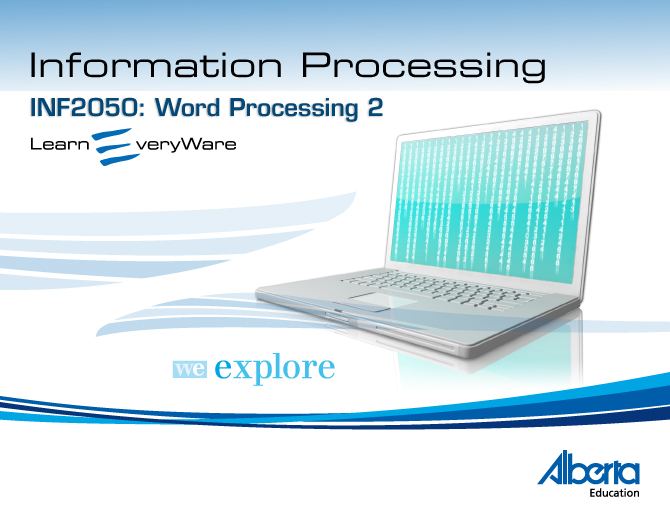 Information Processing
INF2050: Word Processing 2
Learn EveryWare
we explore
Alberta
Education